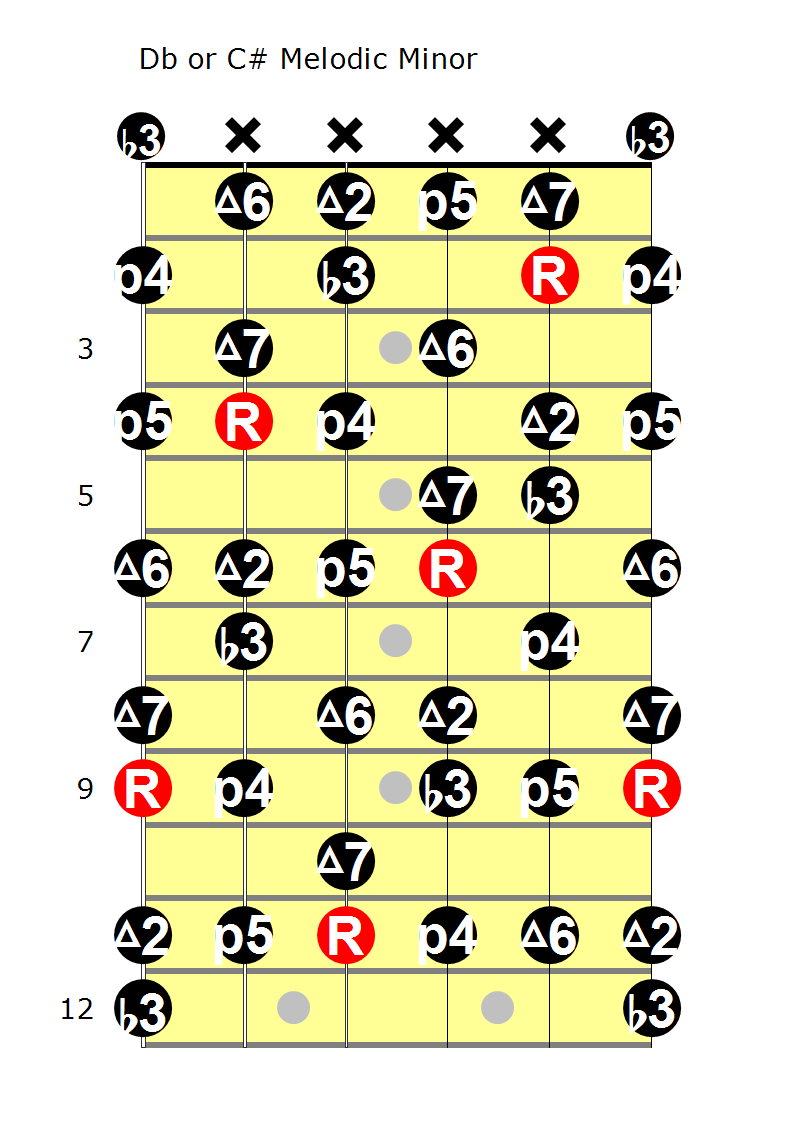 Db or C# Melodic Minor
♭3 ✕ ✕ ✕ ✕ ♭3
Δ6 Δ2 p5 Δ7
p4 ♭3 R p4
3 Δ7 Δ6
p5 R p4 Δ2 p5
5 Δ7 ♭3
Δ6 Δ2 p5 R Δ6
7 ♭3 p4
Δ7 Δ6 Δ2 Δ7
9 R p4 ♭3 p5 R
Δ7
Δ2 p5 R p4 Δ6 Δ2
12 ♭3 ♭3